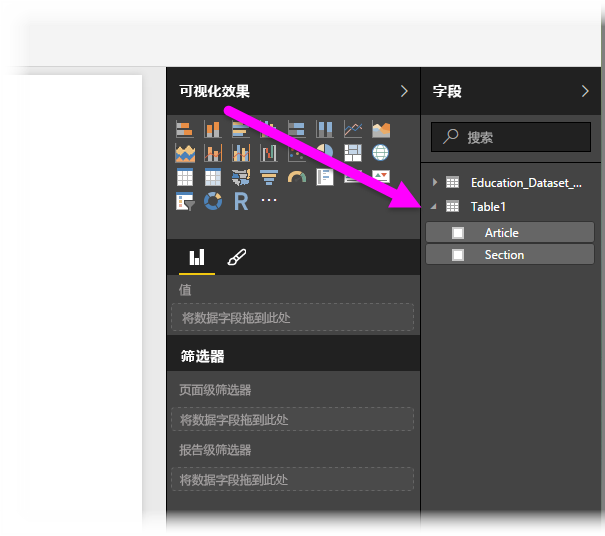 可视化效果
R
值
将数据字段拖到此处
筛选器
页面级筛选器
将数据字段拖到此处
报告级筛选器
将数据字段拖到此处
字段
搜索
Education_Dataset_...
Table1
Article
Section